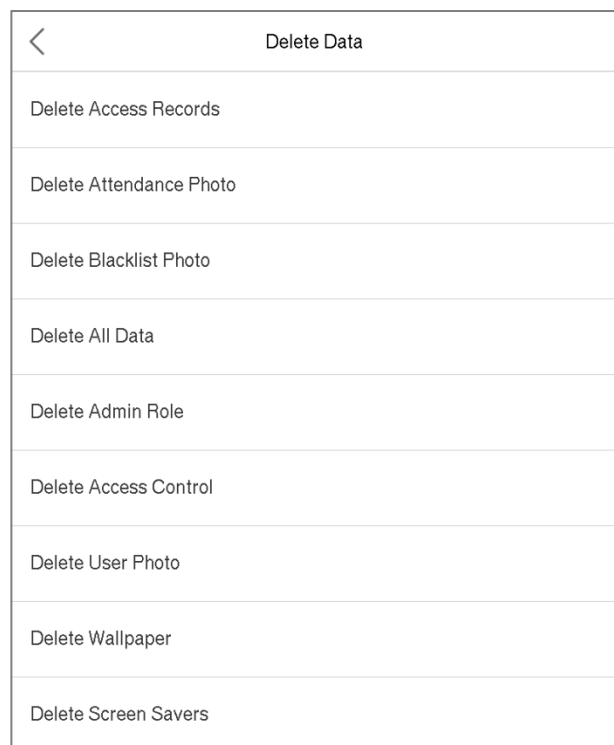 Delete Data
Delete Access Records
Delete Attendance Photo
Delete Blacklist Photo
Delete All Data
Delete Admin Role
Delete Access Control
Delete User Photo
Delete Wallpaper
Delete Screen Savers